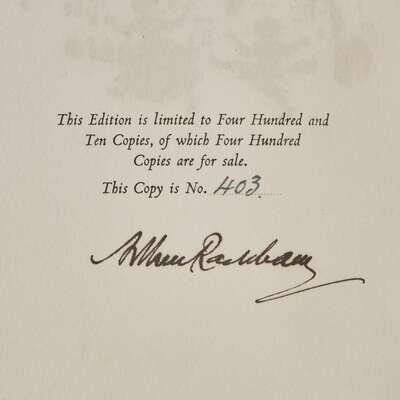 This Edition is limited to Four Hundred and
Ten Copies, of which Four Hundred
Copies are for sale.
This Copy is No. 403
Arthur Rackham